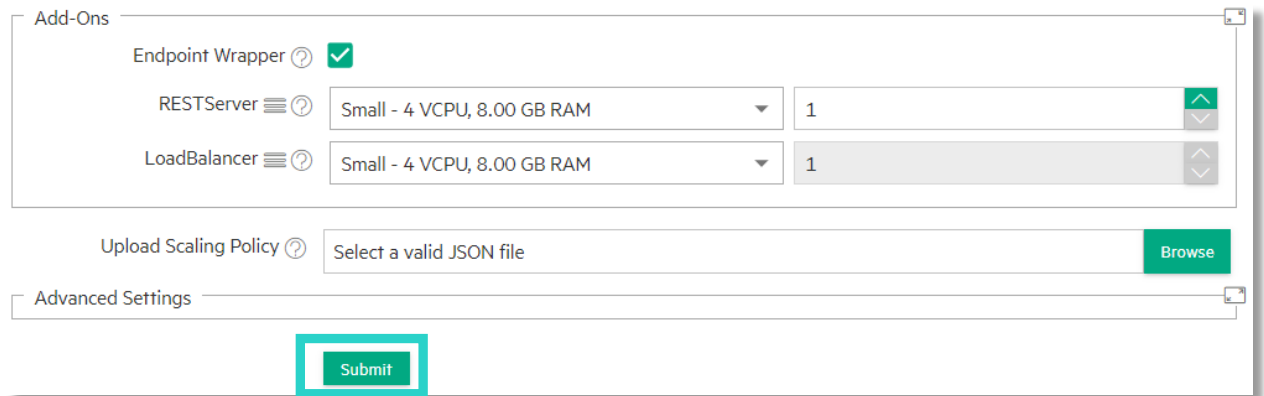 Add-Ons
Endpoint Wrapper
RESTServer Small - 4 VCPU, 8.00 GB RAM 1
LoadBalancer Small - 4 VCPU, 8.00 GB RAM 1
Upload Scaling Policy Select a valid JSON file Browse
Advanced Settings
Submit